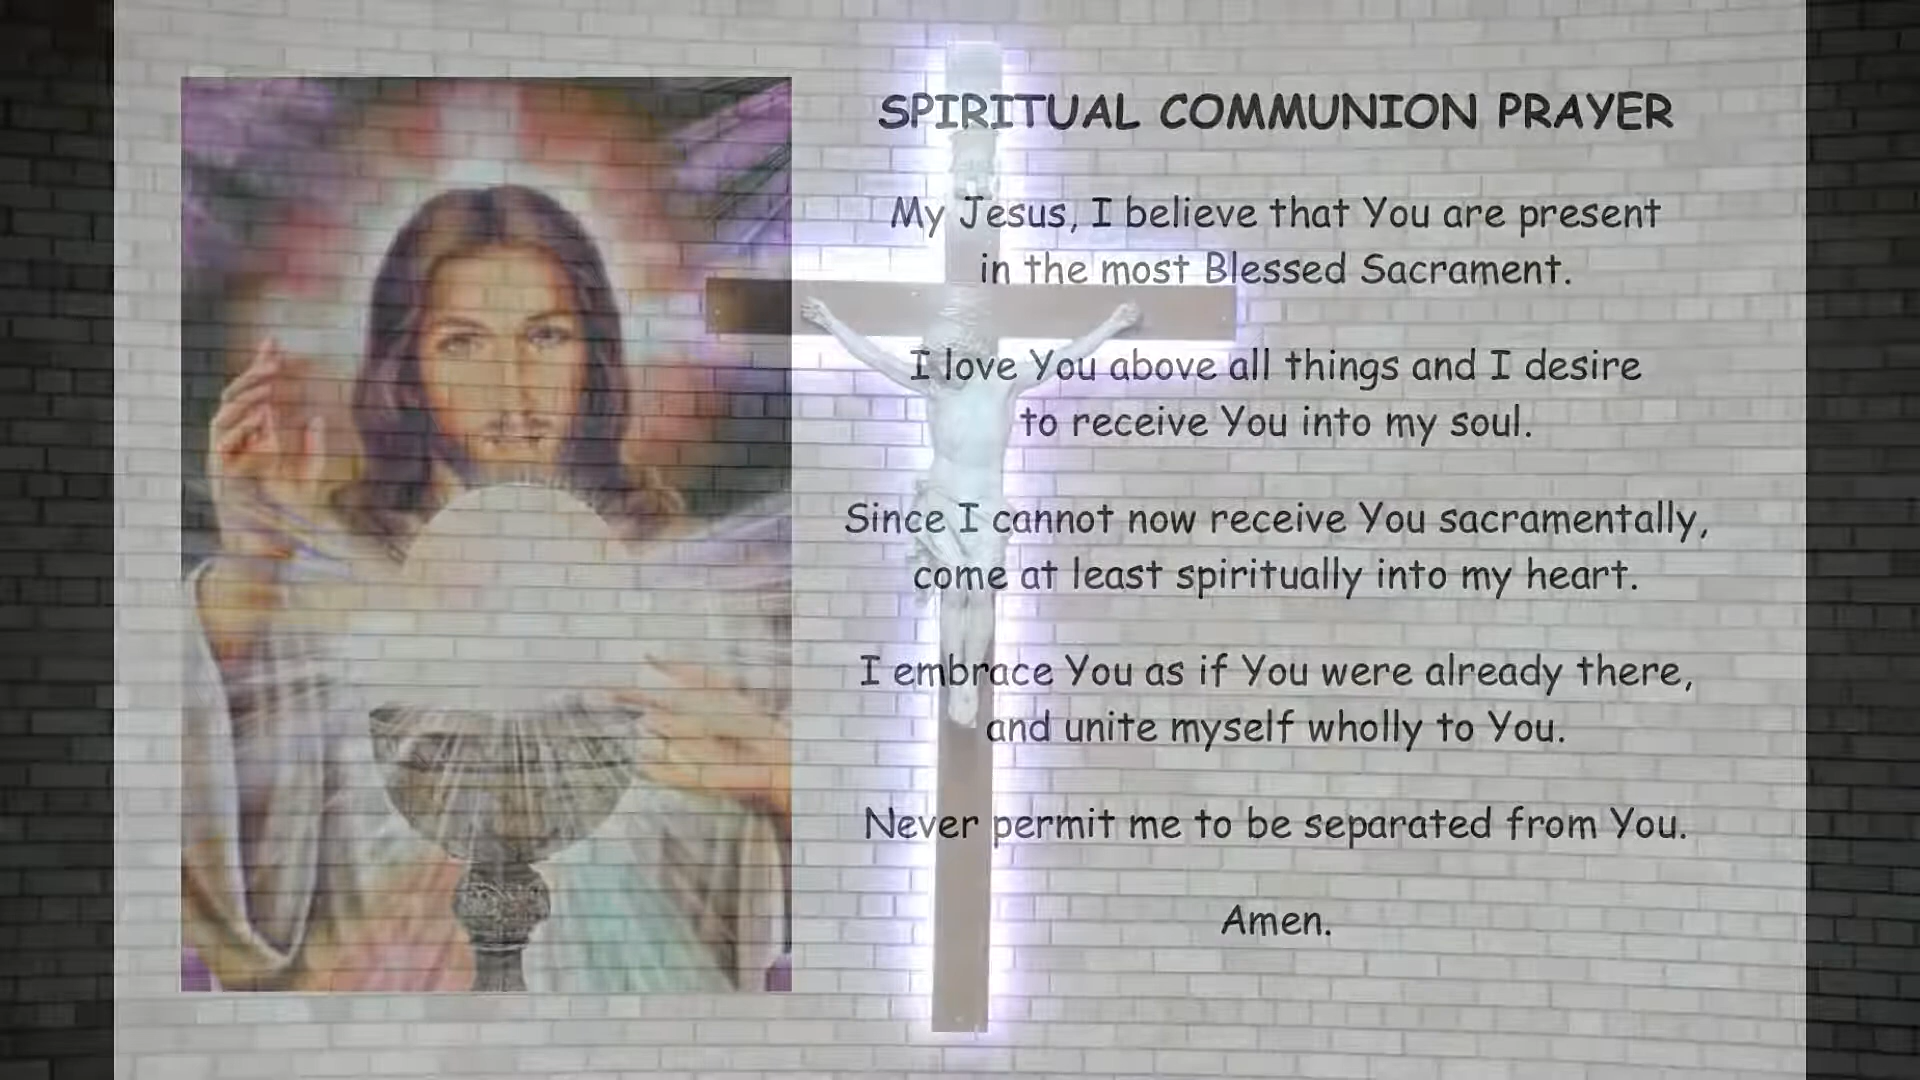 SPIRITUAL COMMUNION PRAYER
My Jesus, I believe that You are present
in the most Blessed Sacrament.
I love You above all things and I desire
to receive You into my soul.
Since I cannot now receive You sacramentally,
come at least spiritually into my heart.
I embrace You as if You were already there,
and unite myself wholly to You.
Never permit me to be separated from You.
Amen.